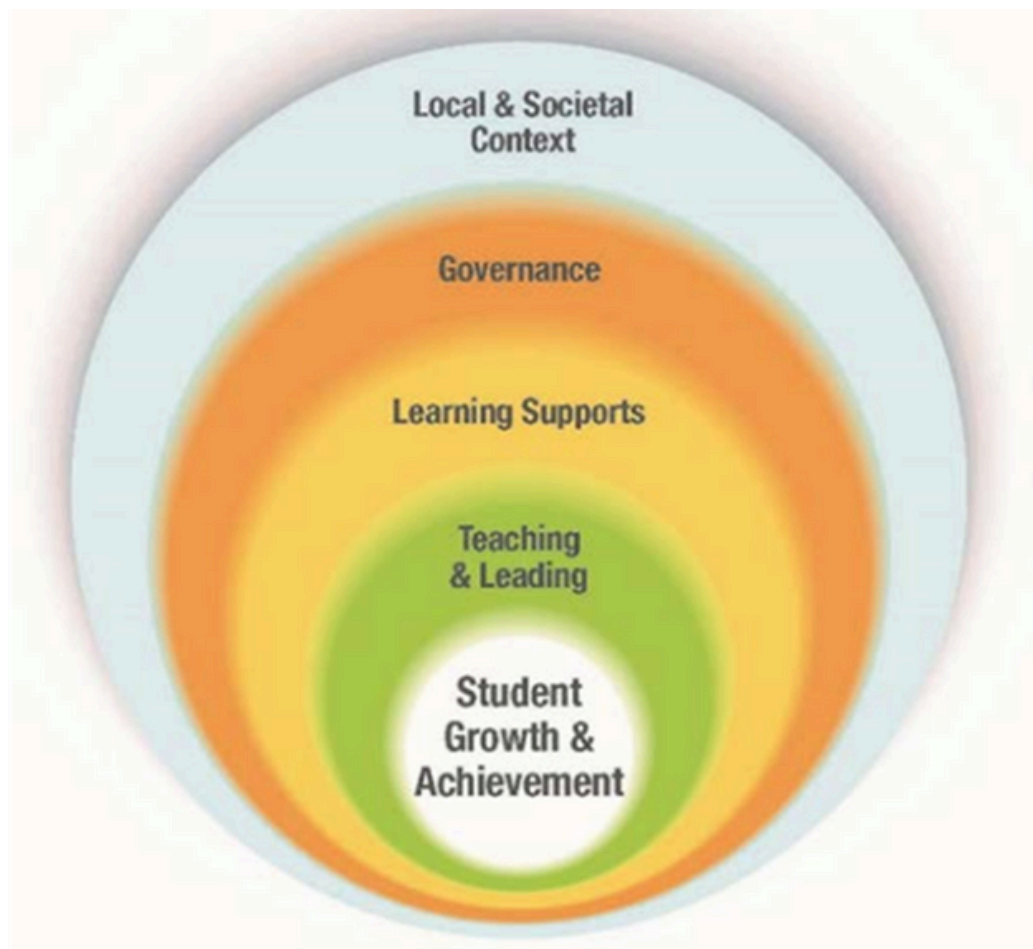 Local & Societal
Context
Governance
Learning Supports
Teaching
& Leading
Student
Growth &
Achievement